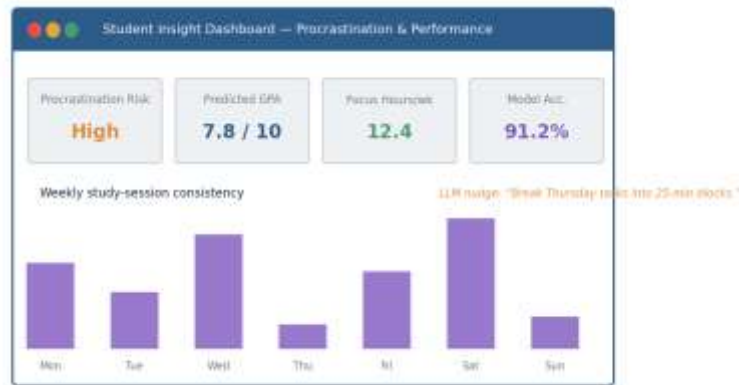 Student Insight Dashboard — Procrastination & Performance
Procrastination Risk
High
Predicted GPA
7.8 / 10
Focus Hours/wk
12.4
Model Acc.
91.2%
Weekly study-session consistency
LLM nudge: "Break Thursday tasks into 25-min blocks."
Mon Tue Wed Thu Fri Sat Sun